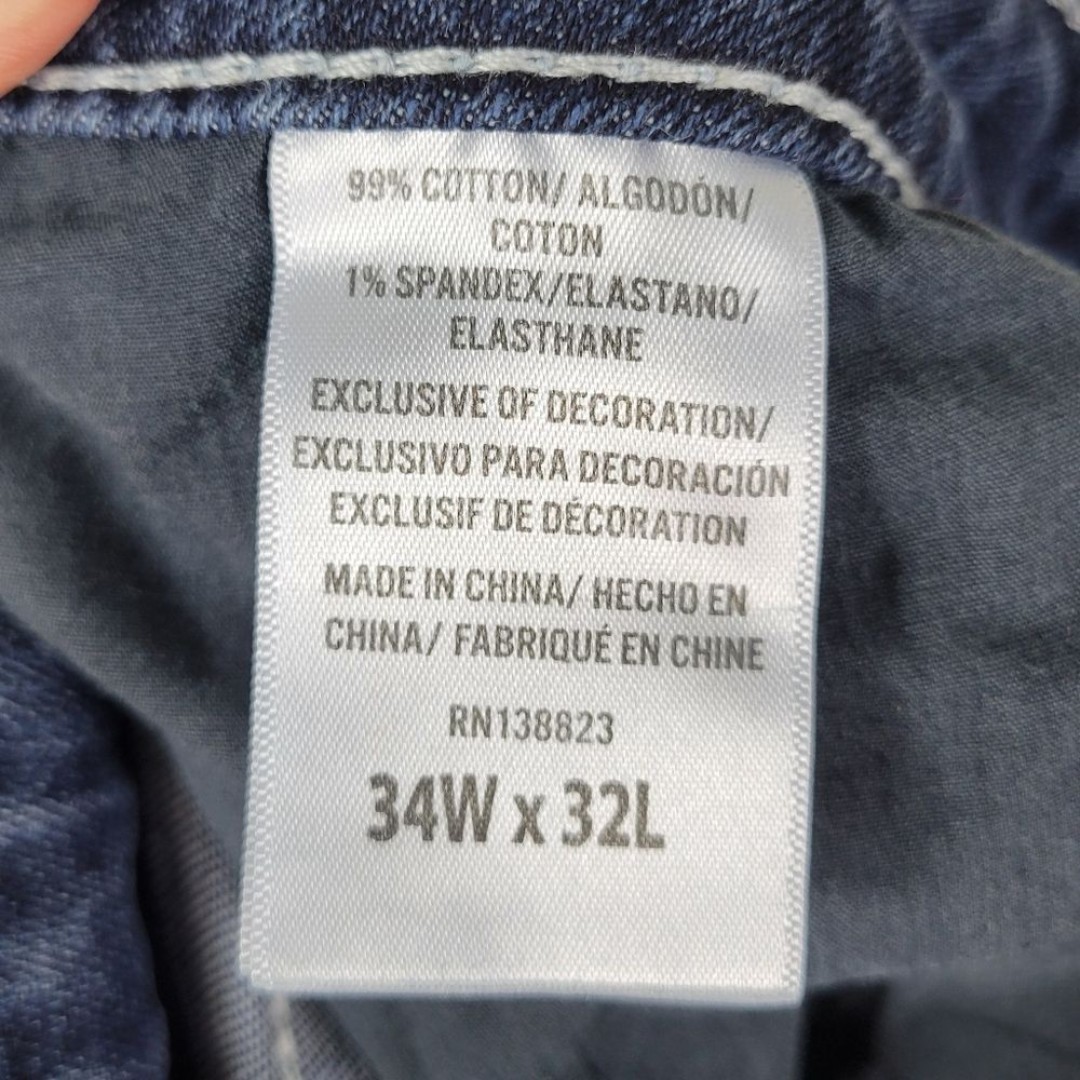 99% COTTON/ ALGODÓN/
COTON
1% SPANDEX/ELASTANO/
ELASTHANE
EXCLUSIVE OF DECORATION/
EXCLUSIVO PARA DECORACIÓN
EXCLUSIF DE DÉCORATION
MADE IN CHINA/ HECHO EN
CHINA/ FABRIQUÉ EN CHINE
RN138823
34W x 32L